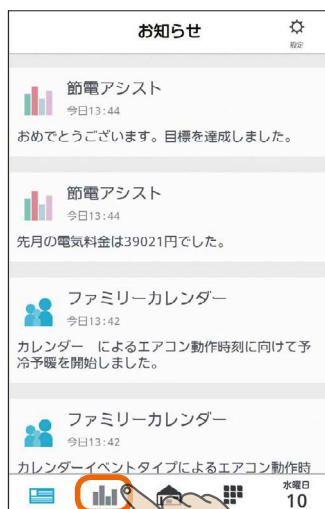 お知らせ
設定
節電アシスト
今日13:44
おめでとうございます。目標を達成しました。
節電アシスト
今日13:44
先月の電気料金は39021円でした。
ファミリーカレンダー
今日13:42
カレンダー　によるエアコン動作時刻に向けて予
冷予暖を開始しました。
ファミリーカレンダー
今日13:42
カレンダーイベントタイプによるエアコン動作時
水曜日
10